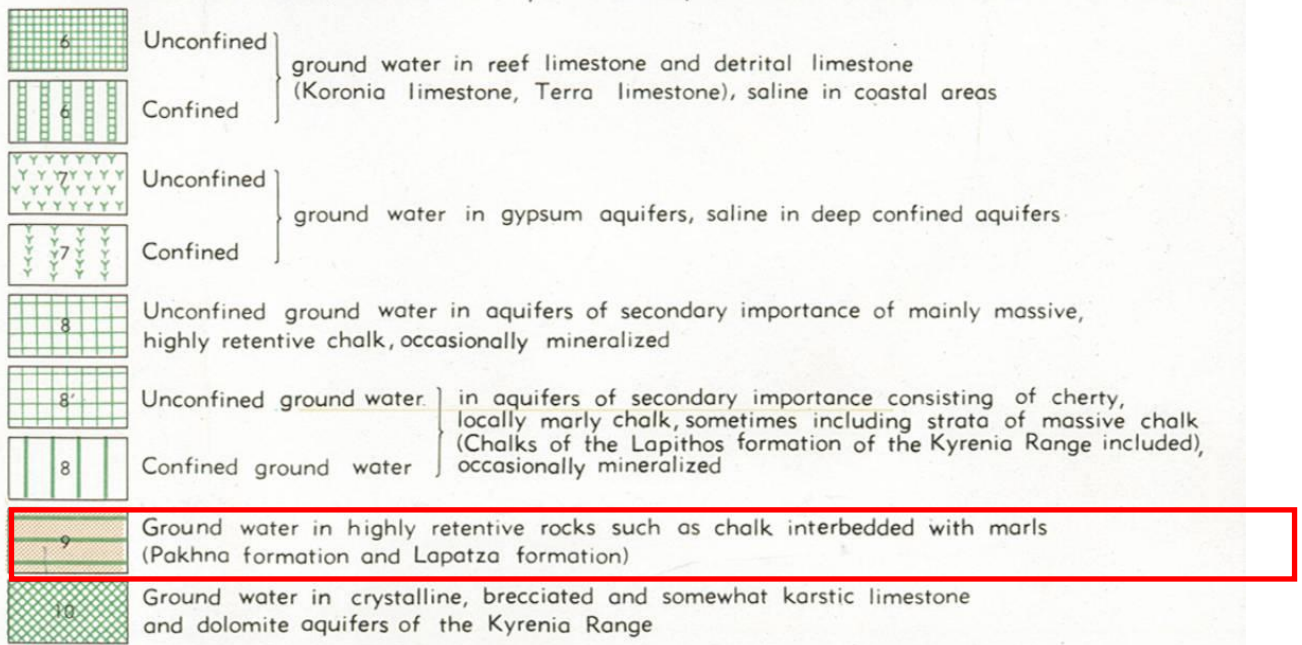 6
Unconfined
ground water in reef limestone and detrital limestone
(Koronia limestone, Terra limestone), saline in coastal areas
6
Confined
7
Unconfined
ground water in gypsum aquifers, saline in deep confined aquifers
7
Confined
8
Unconfined ground water in aquifers of secondary importance of mainly massive,
highly retentive chalk, occasionally mineralized
8'
Unconfined ground water
in aquifers of secondary importance consisting of cherty,
locally marly chalk, sometimes including strata of massive chalk
(Chalks of the Lapithos formation of the Kyrenia Range included),
occasionally mineralized
8
Confined ground water
9
Ground water in highly retentive rocks such as chalk interbedded with marls
(Pakhna formation and Lapatza formation)
10
Ground water in crystalline, brecciated and somewhat karstic limestone
and dolomite aquifers of the Kyrenia Range